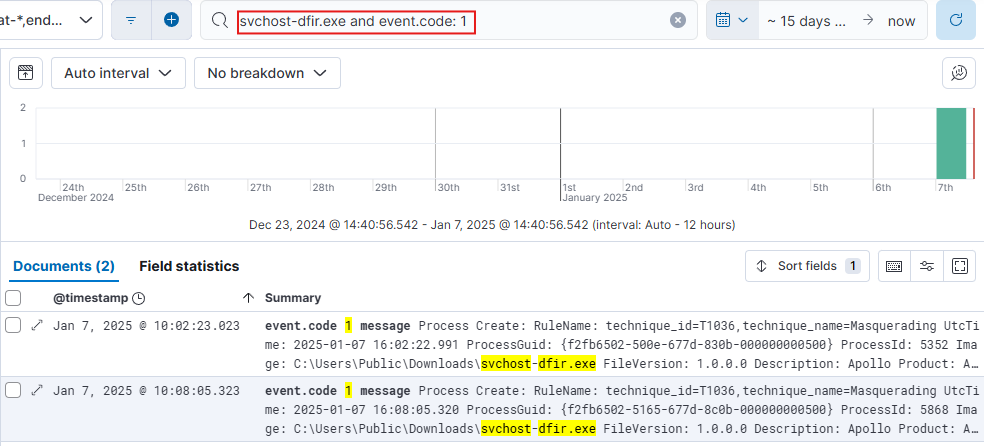 at-*,end...
svchost-dfir.exe and event.code: 1
~ 15 days ... → now
Auto interval
No breakdown
2
1
0
24th 25th 26th 27th 28th 29th 30th 31st 1st 2nd 3rd 4th 5th 6th 7th
December 2024 January 2025
Dec 23, 2024 @ 14:40:56.542 - Jan 7, 2025 @ 14:40:56.542 (interval: Auto - 12 hours)
Documents (2) Field statistics Sort fields 1
@timestamp ↑ Summary
Jan 7, 2025 @ 10:02:23.023 event.code 1 message Process Create: RuleName: technique_id=T1036,technique_name=Masquerading UtcTi
me: 2025-01-07 16:02:22.991 ProcessGuid: {f2fb6502-500e-677d-830b-000000000500} ProcessId: 5352 Ima
ge: C:\Users\Public\Downloads\svchost-dfir.exe FileVersion: 1.0.0.0 Description: Apollo Product: A…
Jan 7, 2025 @ 10:08:05.323 event.code 1 message Process Create: RuleName: technique_id=T1036,technique_name=Masquerading UtcTi
me: 2025-01-07 16:08:05.320 ProcessGuid: {f2fb6502-5165-677d-8c0b-000000000500} ProcessId: 5868 Ima
ge: C:\Users\Public\Downloads\svchost-dfir.exe FileVersion: 1.0.0.0 Description: Apollo Product: A…